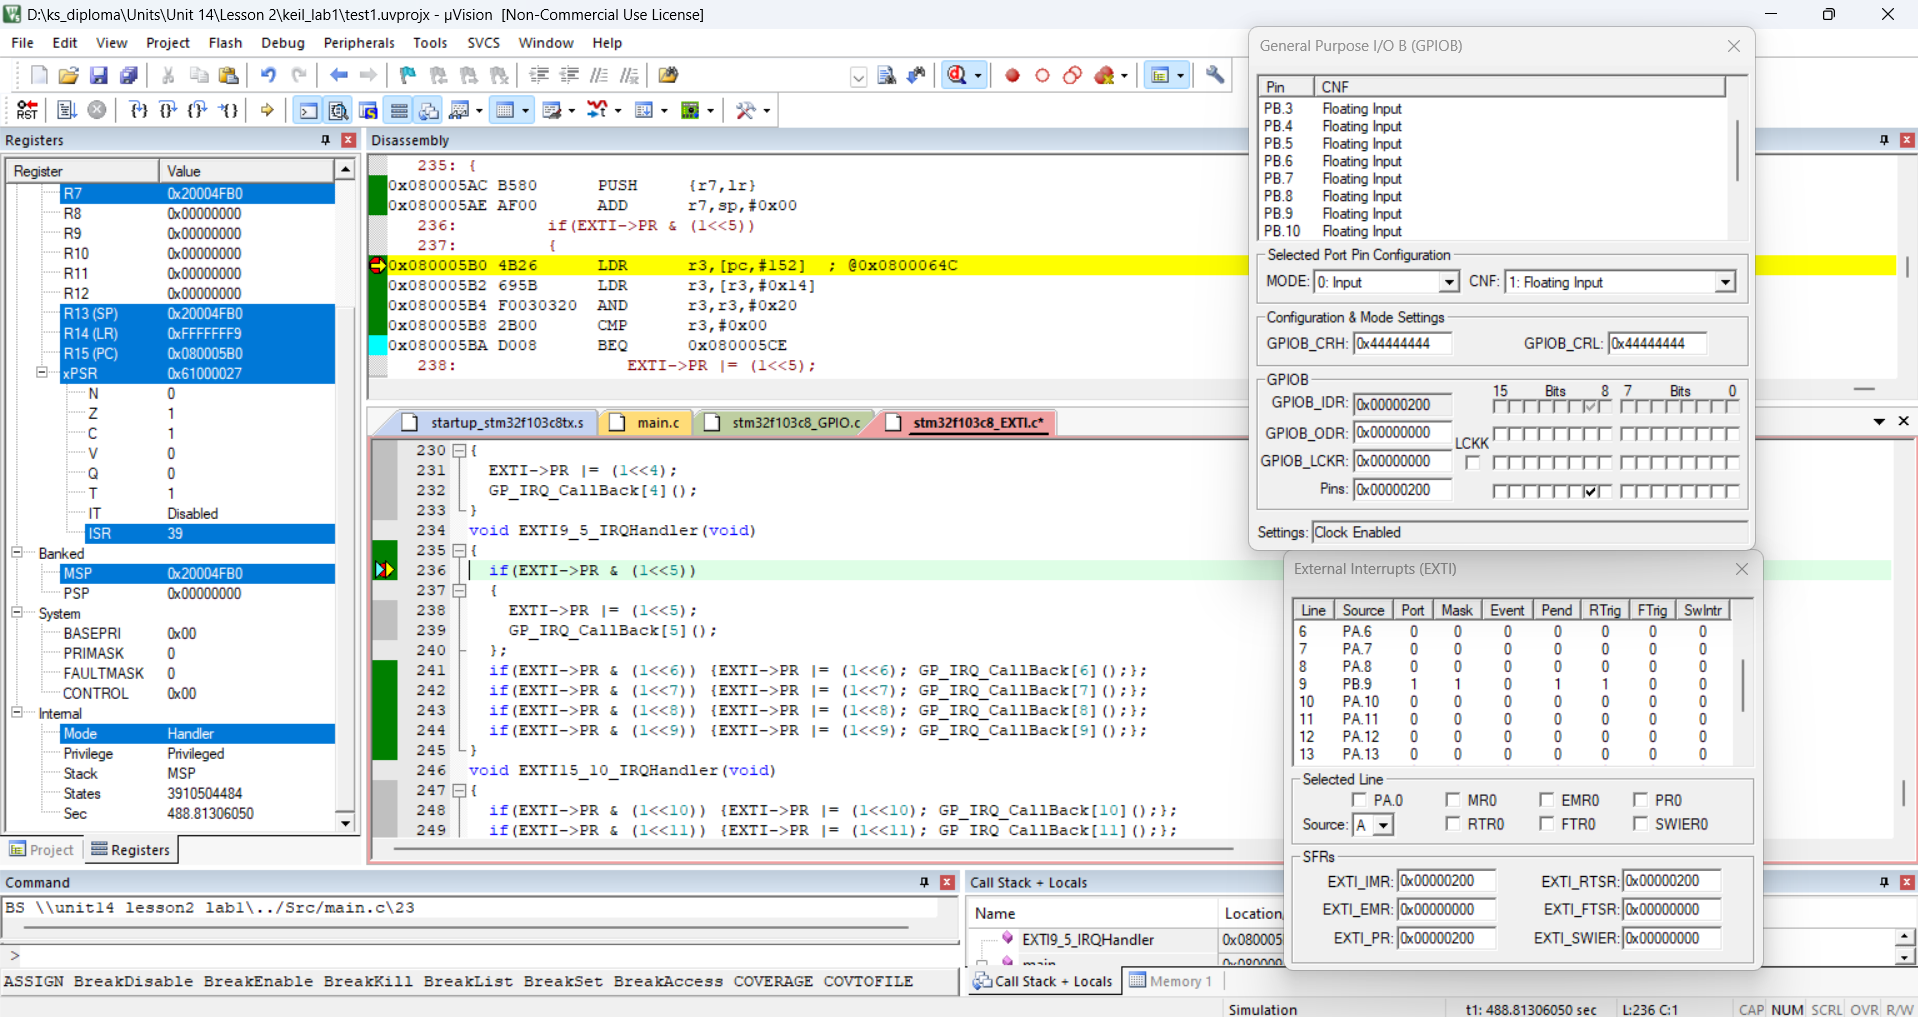 D:\ks_diploma\Units\Unit 14\Lesson 2\keil_lab1\test1.uvprojx - µVision  [Non-Commercial Use License]
File Edit View Project Flash Debug Peripherals Tools SVCS Window Help
RST
Registers
Register Value
R7 0x20004FB0
R8 0x00000000
R9 0x00000000
R10 0x00000000
R11 0x00000000
R12 0x00000000
R13 (SP) 0x20004FB0
R14 (LR) 0xFFFFFFF9
R15 (PC) 0x080005B0
xPSR 0x61000027
N 0
Z 1
C 1
V 0
Q 0
T 1
IT Disabled
ISR 39
Banked
MSP 0x20004FB0
PSP 0x00000000
System
BASEPRI 0x00
PRIMASK 0
FAULTMASK 0
CONTROL 0x00
Internal
Mode Handler
Privilege Privileged
Stack MSP
States 3910504484
Sec 488.81306050
Project Registers
Disassembly
235: {
0x080005AC B580 PUSH {r7,lr}
0x080005AE AF00 ADD r7,sp,#0x00
236: if(EXTI->PR & (1<<5))
237: {
0x080005B0 4B26 LDR r3,[pc,#152] ; @0x0800064C
0x080005B2 695B LDR r3,[r3,#0x14]
0x080005B4 F0030320 AND r3,r3,#0x20
0x080005B8 2B00 CMP r3,#0x00
0x080005BA D008 BEQ 0x080005CE
238: EXTI->PR |= (1<<5);
startup_stm32f103c8tx.s main.c stm32f103c8_GPIO.c stm32f103c8_EXTI.c*
230 {
231 EXTI->PR |= (1<<4);
232 GP_IRQ_CallBack[4]();
233 }
234 void EXTI9_5_IRQHandler(void)
235 {
236 if(EXTI->PR & (1<<5))
237 {
238 EXTI->PR |= (1<<5);
239 GP_IRQ_CallBack[5]();
240 };
241 if(EXTI->PR & (1<<6)) {EXTI->PR |= (1<<6); GP_IRQ_CallBack[6]();};
242 if(EXTI->PR & (1<<7)) {EXTI->PR |= (1<<7); GP_IRQ_CallBack[7]();};
243 if(EXTI->PR & (1<<8)) {EXTI->PR |= (1<<8); GP_IRQ_CallBack[8]();};
244 if(EXTI->PR & (1<<9)) {EXTI->PR |= (1<<9); GP_IRQ_CallBack[9]();};
245 }
246 void EXTI15_10_IRQHandler(void)
247 {
248 if(EXTI->PR & (1<<10)) {EXTI->PR |= (1<<10); GP_IRQ_CallBack[10]();};
249 if(EXTI->PR & (1<<11)) {EXTI->PR |= (1<<11); GP_IRQ_CallBack[11]();};
General Purpose I/O B (GPIOB)
Pin CNF
PB.3 Floating Input
PB.4 Floating Input
PB.5 Floating Input
PB.6 Floating Input
PB.7 Floating Input
PB.8 Floating Input
PB.9 Floating Input
PB.10 Floating Input
Selected Port Pin Configuration
MODE: 0: Input CNF: 1: Floating Input
Configuration & Mode Settings
GPIOB_CRH: 0x44444444 GPIOB_CRL: 0x44444444
GPIOB
15 Bits 8 7 Bits 0
GPIOB_IDR: 0x00000200
GPIOB_ODR: 0x00000000
LCKK
GPIOB_LCKR: 0x00000000
Pins: 0x00000200
Settings: Clock Enabled
External Interrupts (EXTI)
Line Source Port Mask Event Pend RTrig FTrig SwIntr
6 PA.6 0 0 0 0 0 0 0
7 PA.7 0 0 0 0 0 0 0
8 PA.8 0 0 0 0 0 0 0
9 PB.9 1 1 0 1 1 0 0
10 PA.10 0 0 0 0 0 0 0
11 PA.11 0 0 0 0 0 0 0
12 PA.12 0 0 0 0 0 0 0
13 PA.13 0 0 0 0 0 0 0
Selected Line
PA.0 MR0 EMR0 PR0
Source: A RTR0 FTR0 SWIER0
SFRs
EXTI_IMR: 0x00000200 EXTI_RTSR: 0x00000200
EXTI_EMR: 0x00000000 EXTI_FTSR: 0x00000000
EXTI_PR: 0x00000200 EXTI_SWIER: 0x00000000
Command
BS \\unit14 lesson2 lab1\../Src/main.c\23
>
ASSIGN BreakDisable BreakEnable BreakKill BreakList BreakSet BreakAccess COVERAGE COVTOFILE
Call Stack + Locals
Name Location
EXTI9_5_IRQHandler 0x080005
main 0x080009
Call Stack + Locals Memory 1
Simulation t1: 488.81306050 sec L:236 C:1 CAP NUM SCRL OVR R/W